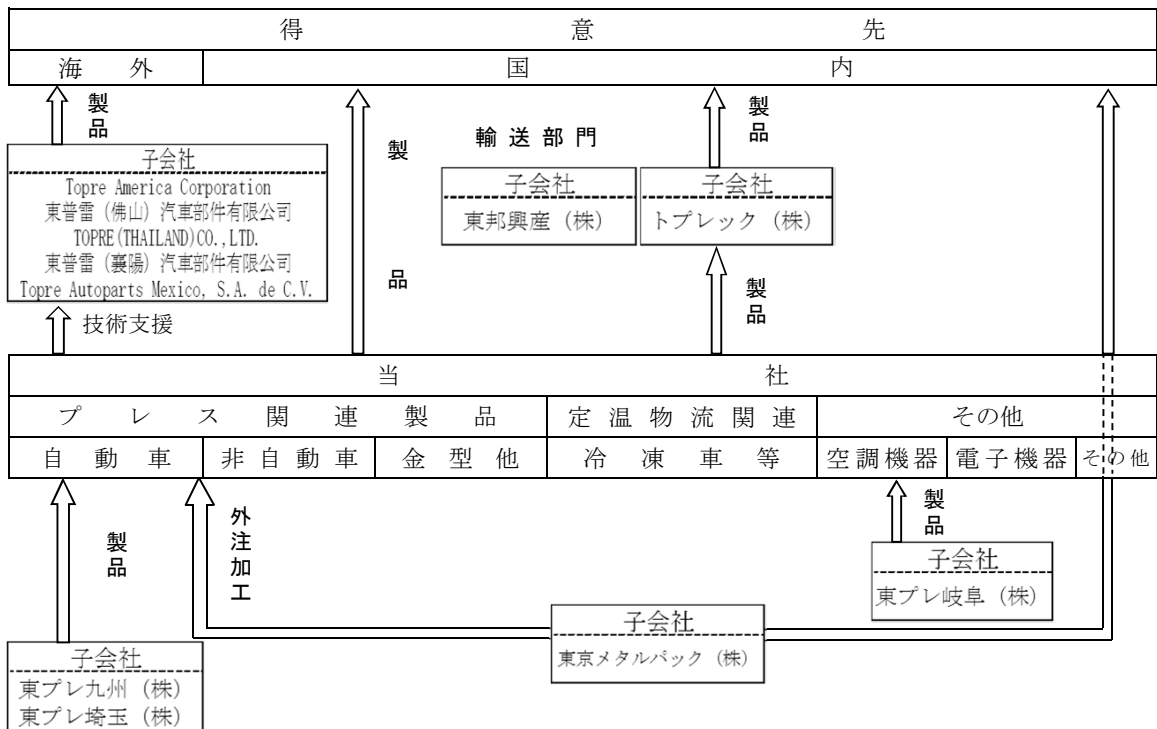 得意先
海外 国内
製品
製品
製品
輸送部門
子会社
Topre America Corporation
東普雷（佛山）汽車部件有限公司
TOPRE(THAILAND)CO.,LTD.
東普雷（襄陽）汽車部件有限公司
Topre Autoparts Mexico, S.A. de C.V.
子会社
東邦興産（株）
子会社
トプレック（株）
製品
技術支援
当社
プレス関連製品 定温物流関連 その他
自動車 非自動車 金型他 冷凍車等 空調機器 電子機器 その他
製品
外注加工
製品
子会社
東プレ岐阜（株）
子会社
東京メタルパック（株）
子会社
東プレ九州（株）
東プレ埼玉（株）